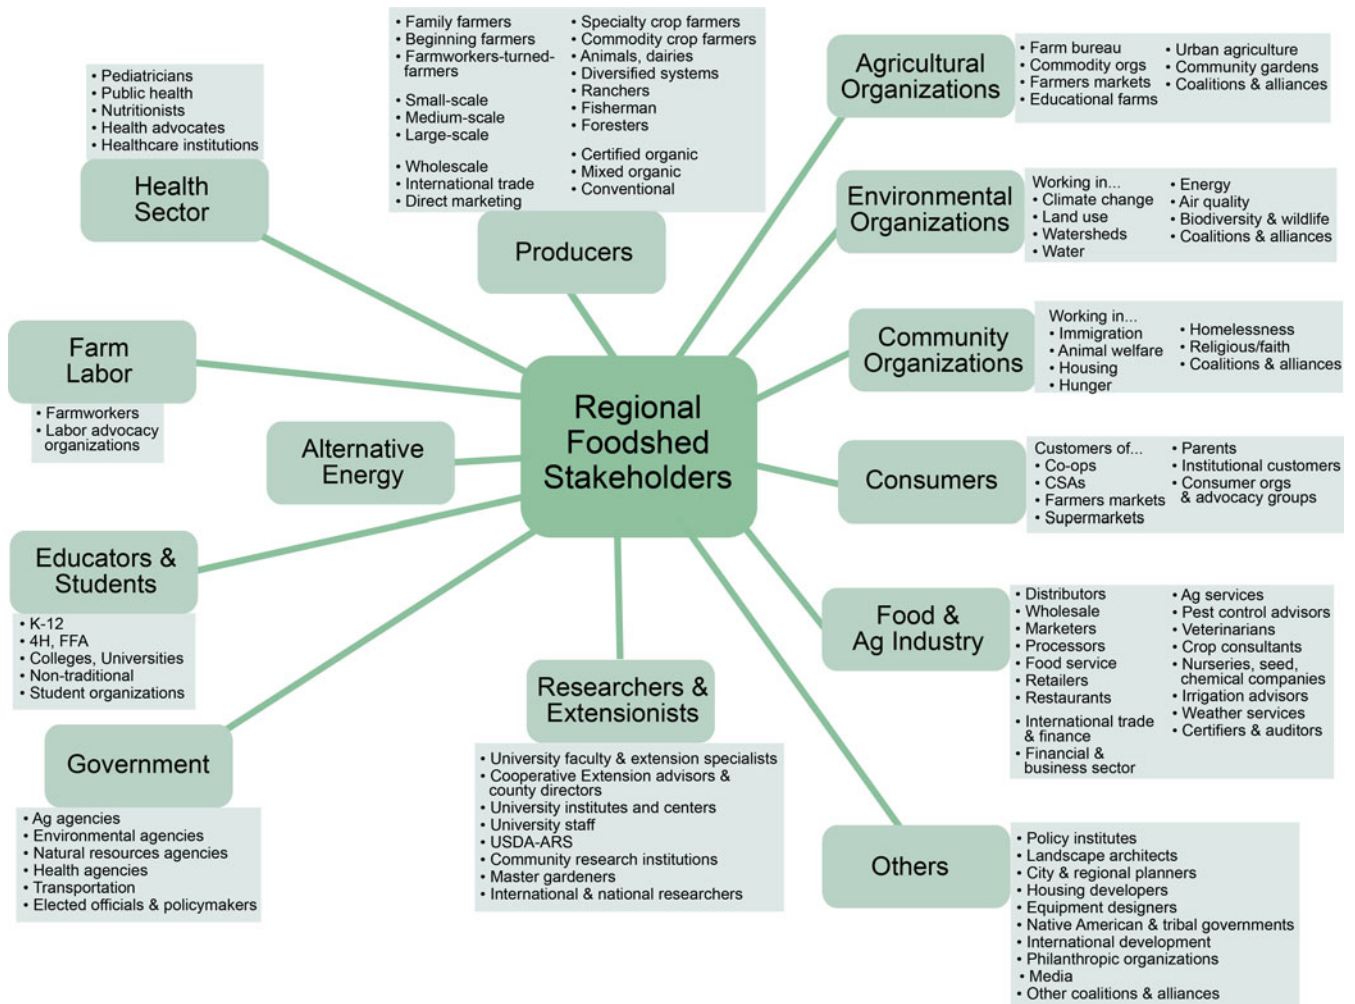 • Family farmers
• Beginning farmers
• Farmworkers-turned-
farmers
• Small-scale
• Medium-scale
• Large-scale
• Wholescale
• International trade
• Direct marketing
• Specialty crop farmers
• Commodity crop farmers
• Animals, dairies
• Diversified systems
• Ranchers
• Fisherman
• Foresters
• Certified organic
• Mixed organic
• Conventional
Producers
Agricultural
Organizations
• Farm bureau
• Commodity orgs
• Farmers markets
• Educational farms
• Urban agriculture
• Community gardens
• Coalitions & alliances
• Pediatricians
• Public health
• Nutritionists
• Health advocates
• Healthcare institutions
Health
Sector
Environmental
Organizations
Working in...
• Climate change
• Land use
• Watersheds
• Water
• Energy
• Air quality
• Biodiversity & wildlife
• Coalitions & alliances
Farm
Labor
• Farmworkers
• Labor advocacy
organizations
Community
Organizations
Working in...
• Immigration
• Animal welfare
• Housing
• Hunger
• Homelessness
• Religious/faith
• Coalitions & alliances
Regional
Foodshed
Stakeholders
Alternative
Energy
Consumers
Customers of...
• Co-ops
• CSAs
• Farmers markets
• Supermarkets
• Parents
• Institutional customers
• Consumer orgs
& advocacy groups
Educators &
Students
• K-12
• 4H, FFA
• Colleges, Universities
• Non-traditional
• Student organizations
Food &
Ag Industry
• Distributors
• Wholesale
• Marketers
• Processors
• Food service
• Retailers
• Restaurants
• International trade
& finance
• Financial &
business sector
• Ag services
• Pest control advisors
• Veterinarians
• Crop consultants
• Nurseries, seed,
chemical companies
• Irrigation advisors
• Weather services
• Certifiers & auditors
Researchers &
Extensionists
• University faculty & extension specialists
• Cooperative Extension advisors &
county directors
• University institutes and centers
• University staff
• USDA-ARS
• Community research institutions
• Master gardeners
• International & national researchers
Government
• Ag agencies
• Environmental agencies
• Natural resources agencies
• Health agencies
• Transportation
• Elected officials & policymakers
Others
• Policy institutes
• Landscape architects
• City & regional planners
• Housing developers
• Equipment designers
• Native American & tribal governments
• International development
• Philanthropic organizations
• Media
• Other coalitions & alliances